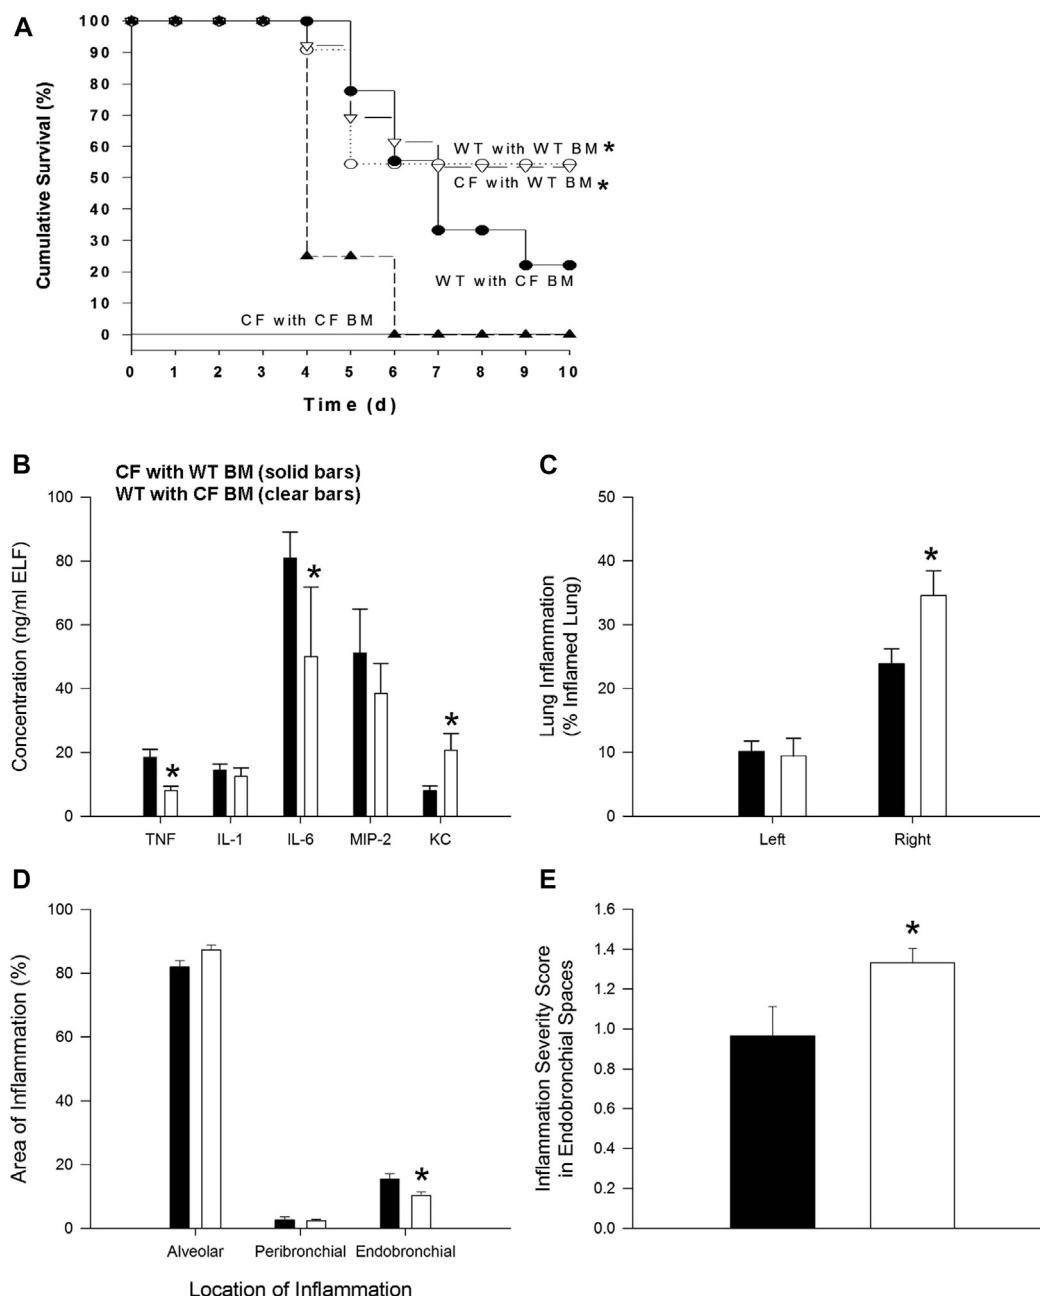 A
Cumulative Survival (%)
100
90
80
70
60
50
40
30
20
10
0
WT with WT BM *
CF with WT BM *
WT with CF BM
CF with CF BM
0 1 2 3 4 5 6 7 8 9 10
Time (d)
B
CF with WT BM (solid bars)
WT with CF BM (clear bars)
Concentration (ng/ml ELF)
100
80
60
40
20
0
*
*
*
TNF IL-1 IL-6 MIP-2 KC
C
Lung Inflammation
(% Inflamed Lung)
50
40
30
20
10
0
*
Left Right
D
Area of Inflammation (%)
100
80
60
40
20
0
*
Alveolar Peribronchial Endobronchial
Location of Inflammation
E
Inflammation Severity Score
in Endobronchial Spaces
1.6
1.4
1.2
1.0
0.8
0.6
0.4
0.2
0.0
*